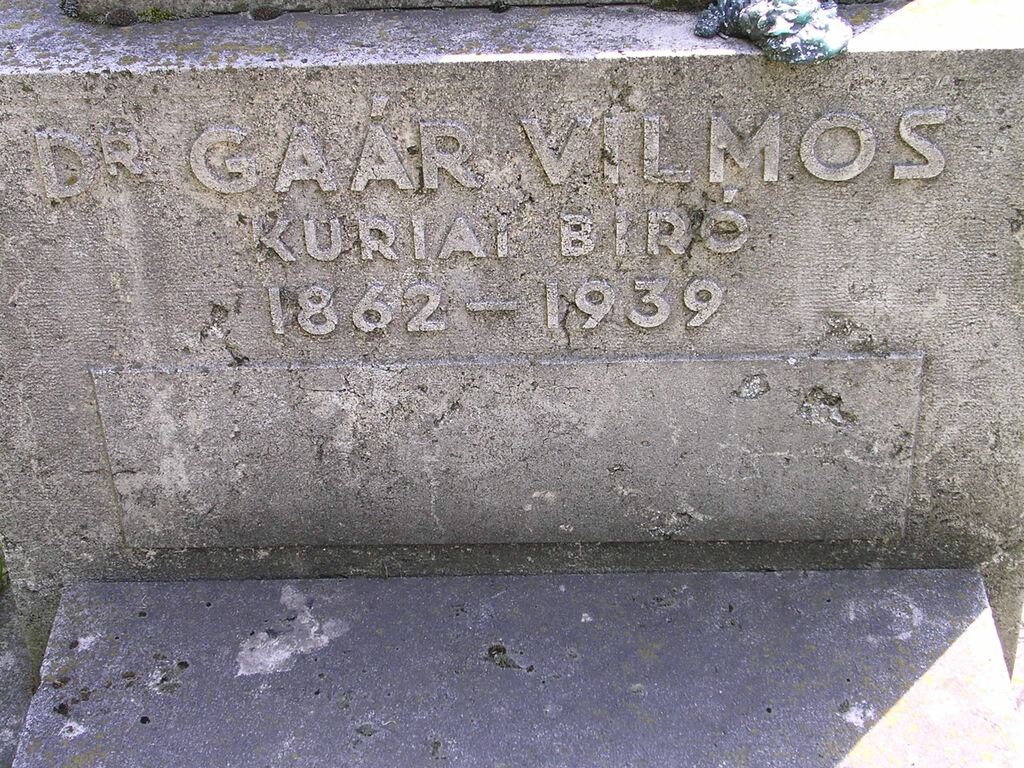 DR GAÁR VILMOS
KURIAI BIRÓ
1862-1939